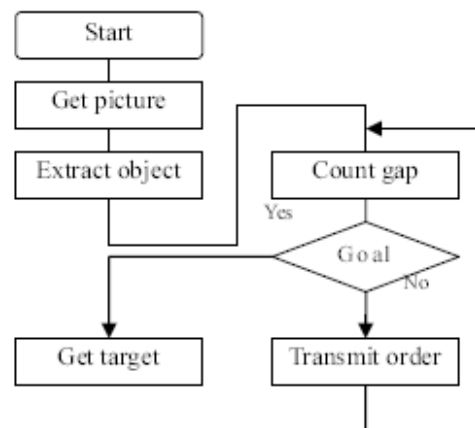 Start
Get picture
Extract object
Count gap
Yes
Goal
No
Get target
Transmit order